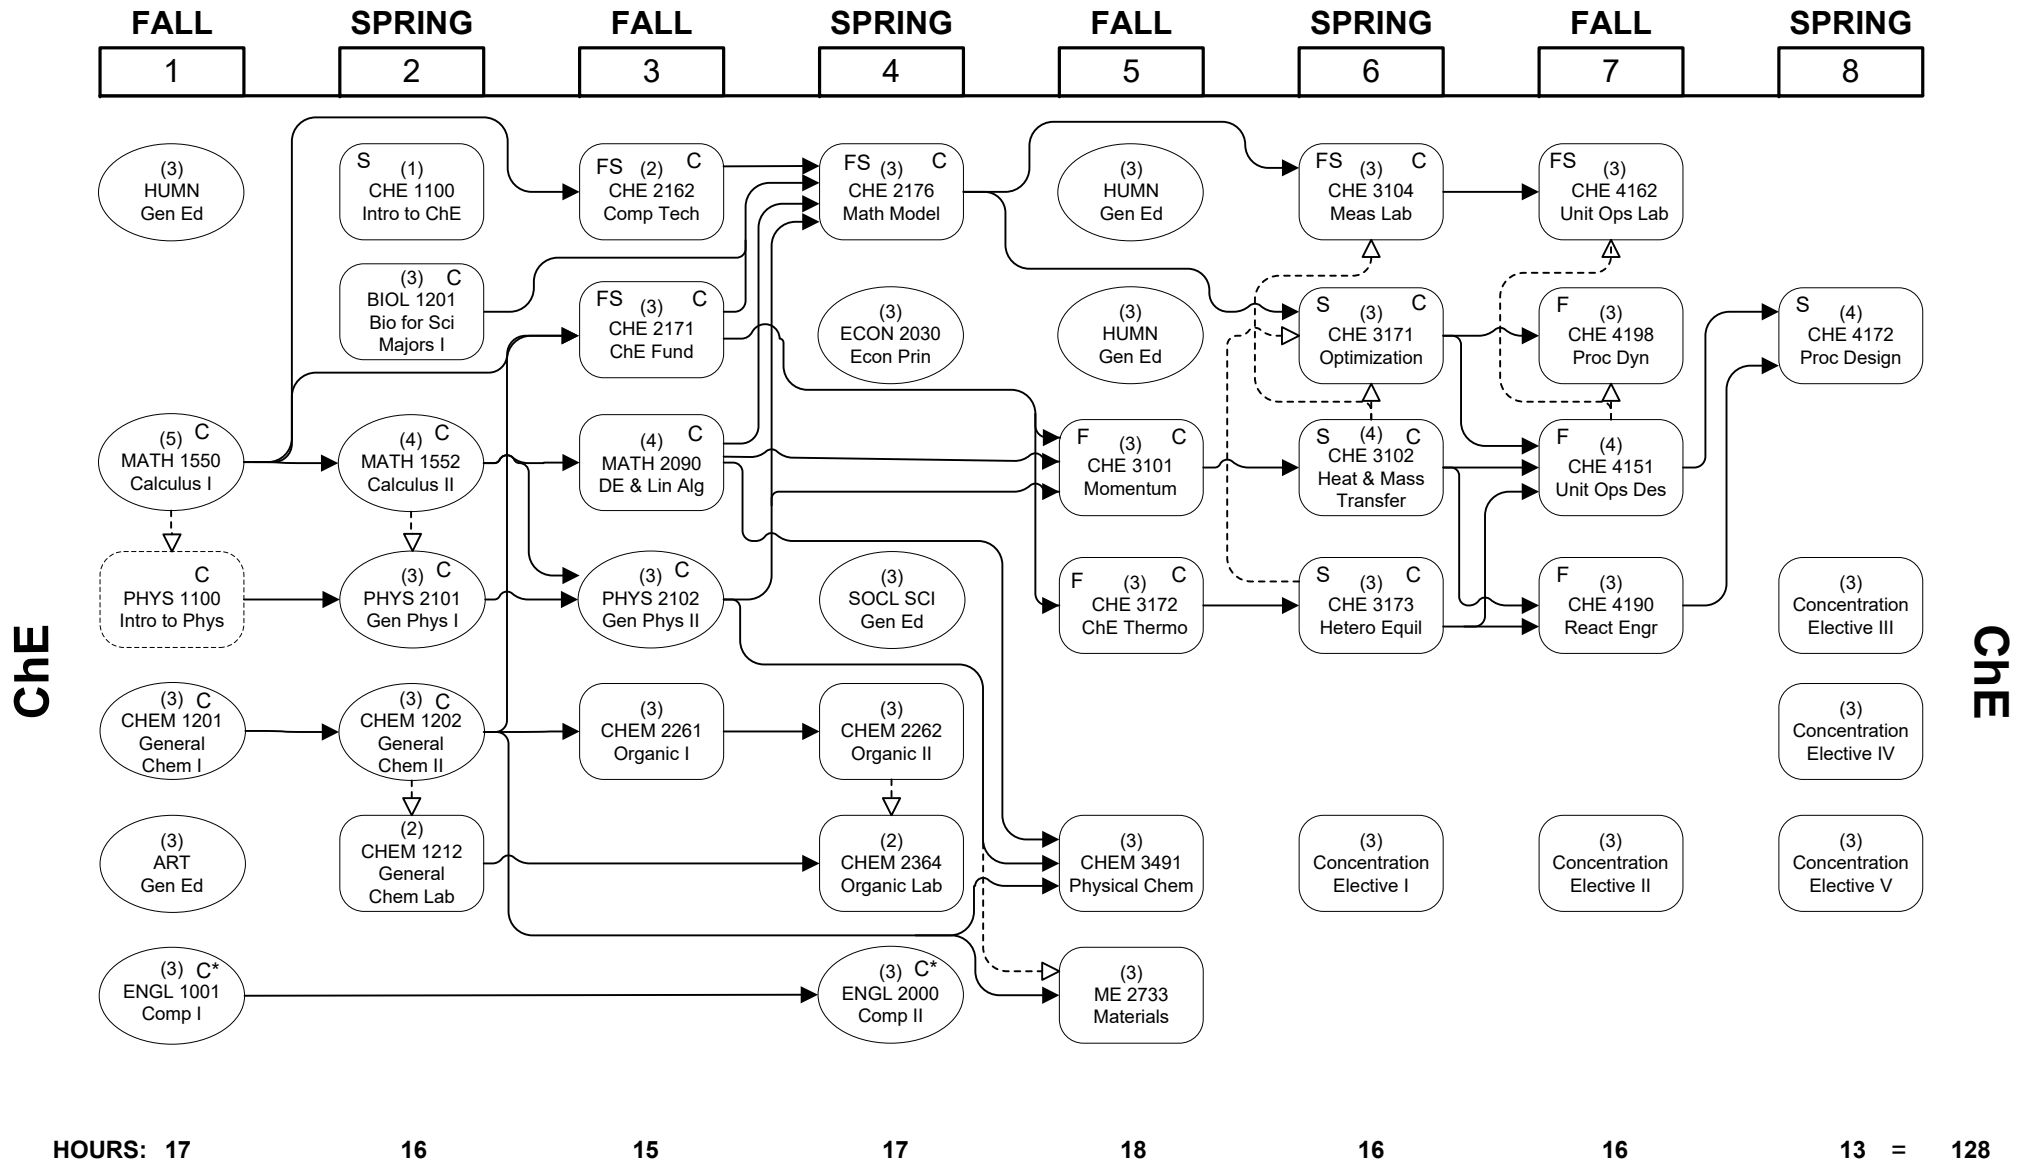 FALL SPRING FALL SPRING FALL SPRING FALL SPRING
1 2 3 4 5 6 7 8
(3)
HUMN
Gen Ed
(5) C
MATH 1550
Calculus I
C
PHYS 1100
Intro to Phys
(3) C
CHEM 1201
General
Chem I
(3)
ART
Gen Ed
(3) C*
ENGL 1001
Comp I
S (1)
CHE 1100
Intro to ChE
(3) C
BIOL 1201
Bio for Sci
Majors I
(4) C
MATH 1552
Calculus II
(3) C
PHYS 2101
Gen Phys I
(3) C
CHEM 1202
General
Chem II
(2)
CHEM 1212
General
Chem Lab
FS (2) C
CHE 2162
Comp Tech
FS (3) C
CHE 2171
ChE Fund
(4) C
MATH 2090
DE & Lin Alg
(3) C
PHYS 2102
Gen Phys II
(3)
CHEM 2261
Organic I
FS (3) C
CHE 2176
Math Model
(3)
ECON 2030
Econ Prin
(3)
SOCL SCI
Gen Ed
(3)
CHEM 2262
Organic II
(2)
CHEM 2364
Organic Lab
(3) C*
ENGL 2000
Comp II
(3)
HUMN
Gen Ed
(3)
HUMN
Gen Ed
F (3) C
CHE 3101
Momentum
F (3) C
CHE 3172
ChE Thermo
(3)
CHEM 3491
Physical Chem
(3)
ME 2733
Materials
FS (3) C
CHE 3104
Meas Lab
S (3) C
CHE 3171
Optimization
S (4) C
CHE 3102
Heat & Mass
Transfer
S (3) C
CHE 3173
Hetero Equil
(3)
Concentration
Elective I
FS (3)
CHE 4162
Unit Ops Lab
F (3)
CHE 4198
Proc Dyn
F (4)
CHE 4151
Unit Ops Des
F (3)
CHE 4190
React Engr
(3)
Concentration
Elective II
S (4)
CHE 4172
Proc Design
(3)
Concentration
Elective III
(3)
Concentration
Elective IV
(3)
Concentration
Elective V
ChE
ChE
HOURS: 17 16 15 17 18 16 16 13 = 128